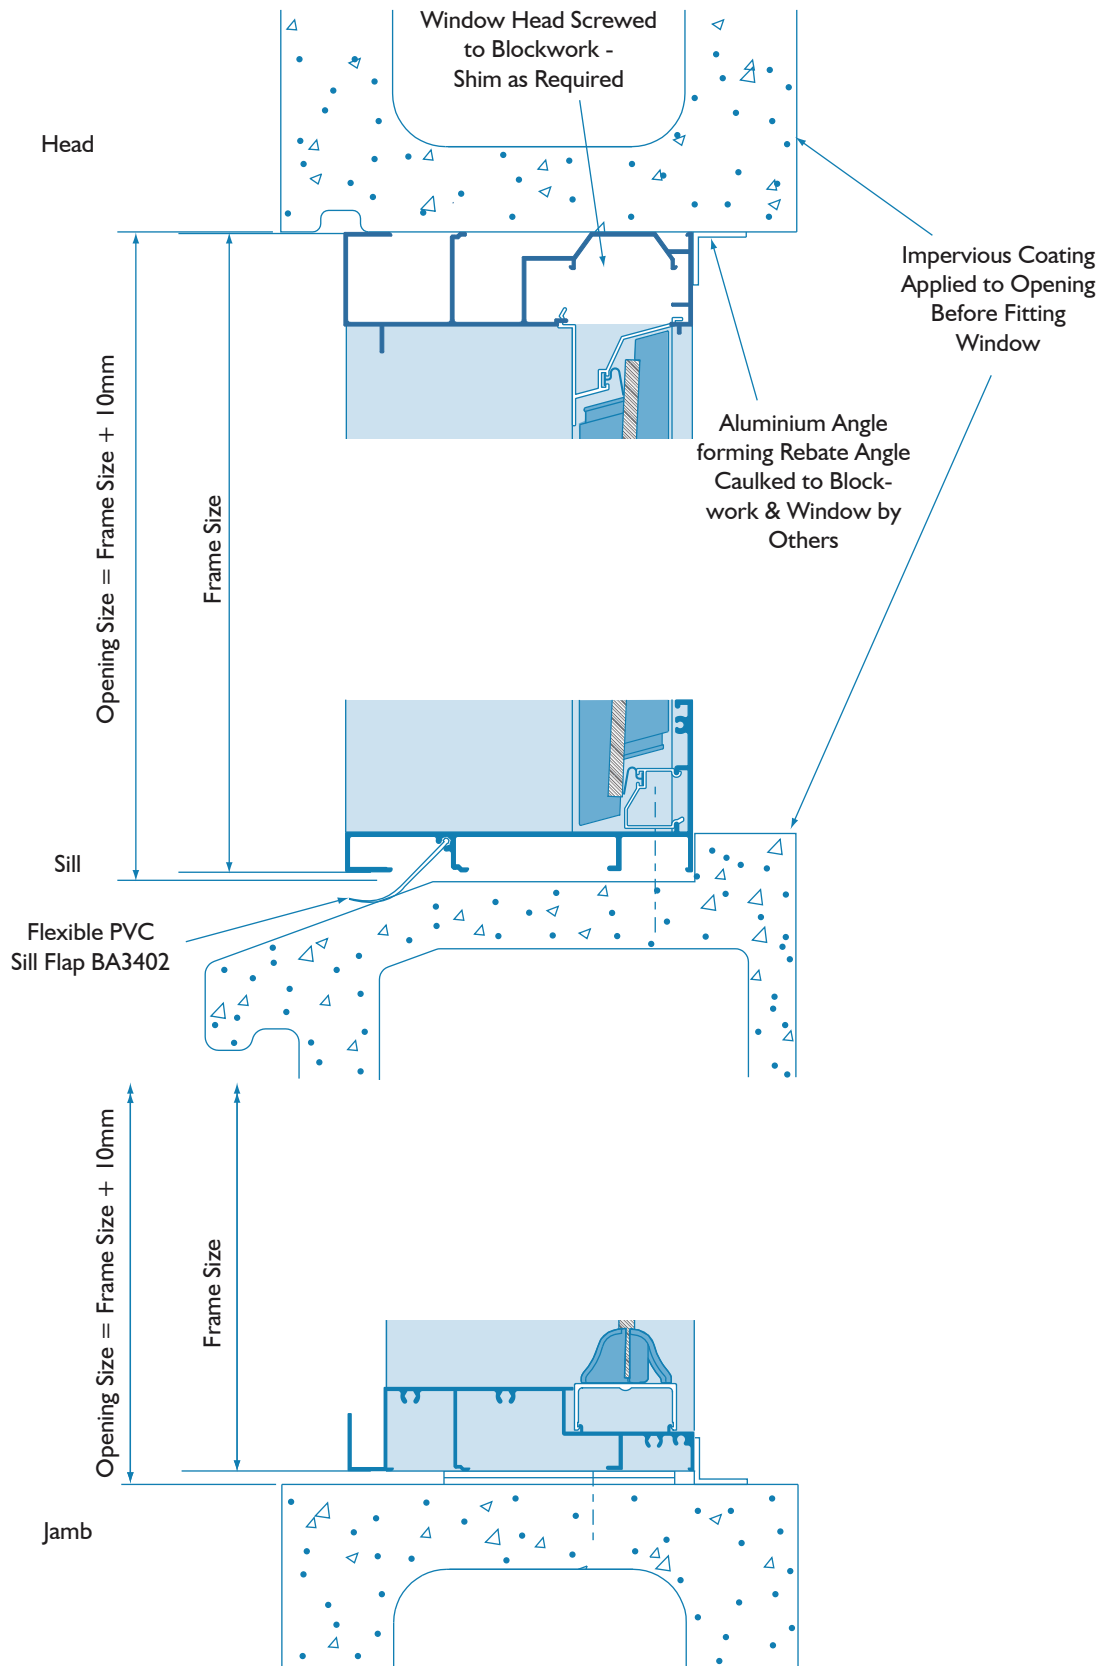 Window Head Screwed
to Blockwork -
Shim as Required
Head
Impervious Coating
Applied to Opening
Before Fitting
Window
Opening Size = Frame Size + 10mm
Frame Size
Aluminium Angle
forming Rebate Angle
Caulked to Block-
work & Window by
Others
Sill
Flexible PVC
Sill Flap BA3402
Opening Size = Frame Size + 10mm
Frame Size
Jamb